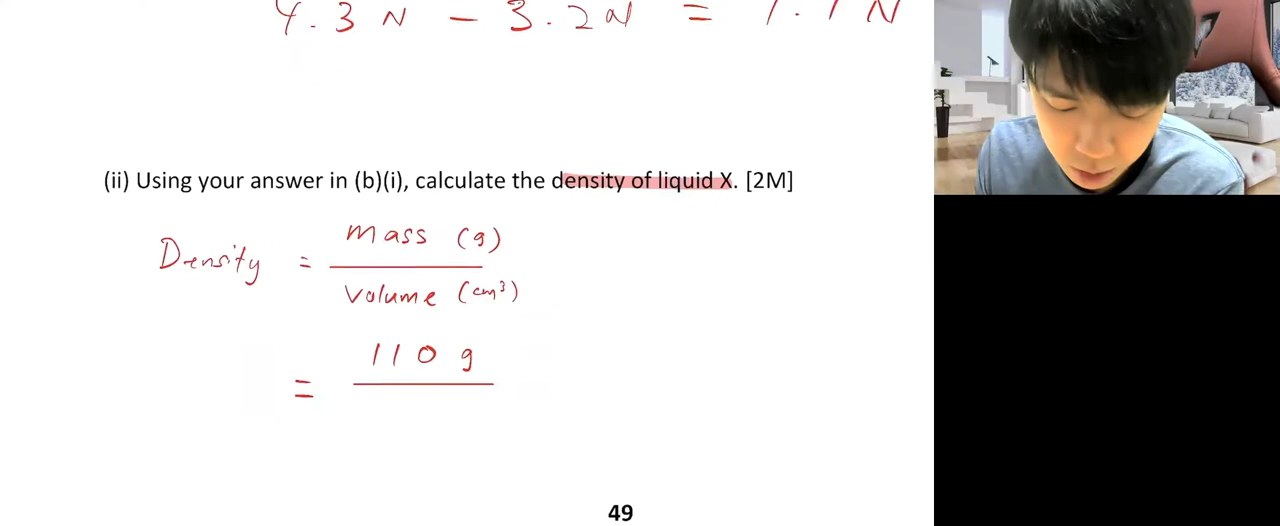 4.3 N - 3.2 N = 1.1 N
(ii) Using your answer in (b)(i), calculate the density of liquid X. [2M]
Density = mass (g)
volume (cm³)
= 110 g
49